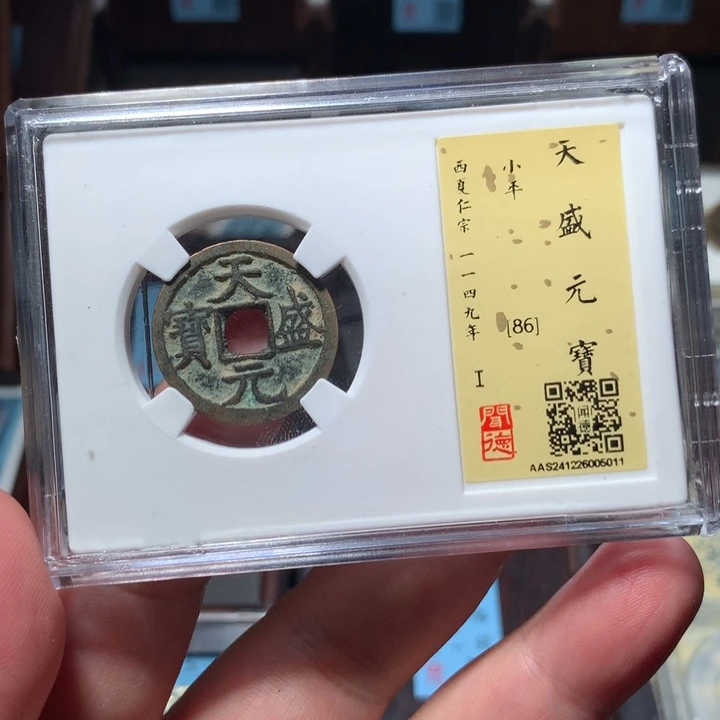 天盛元寶
天盛元寶
小平
[86]
西夏仁宗 一一四九年
I
聞德
闻德
AAS241226005011